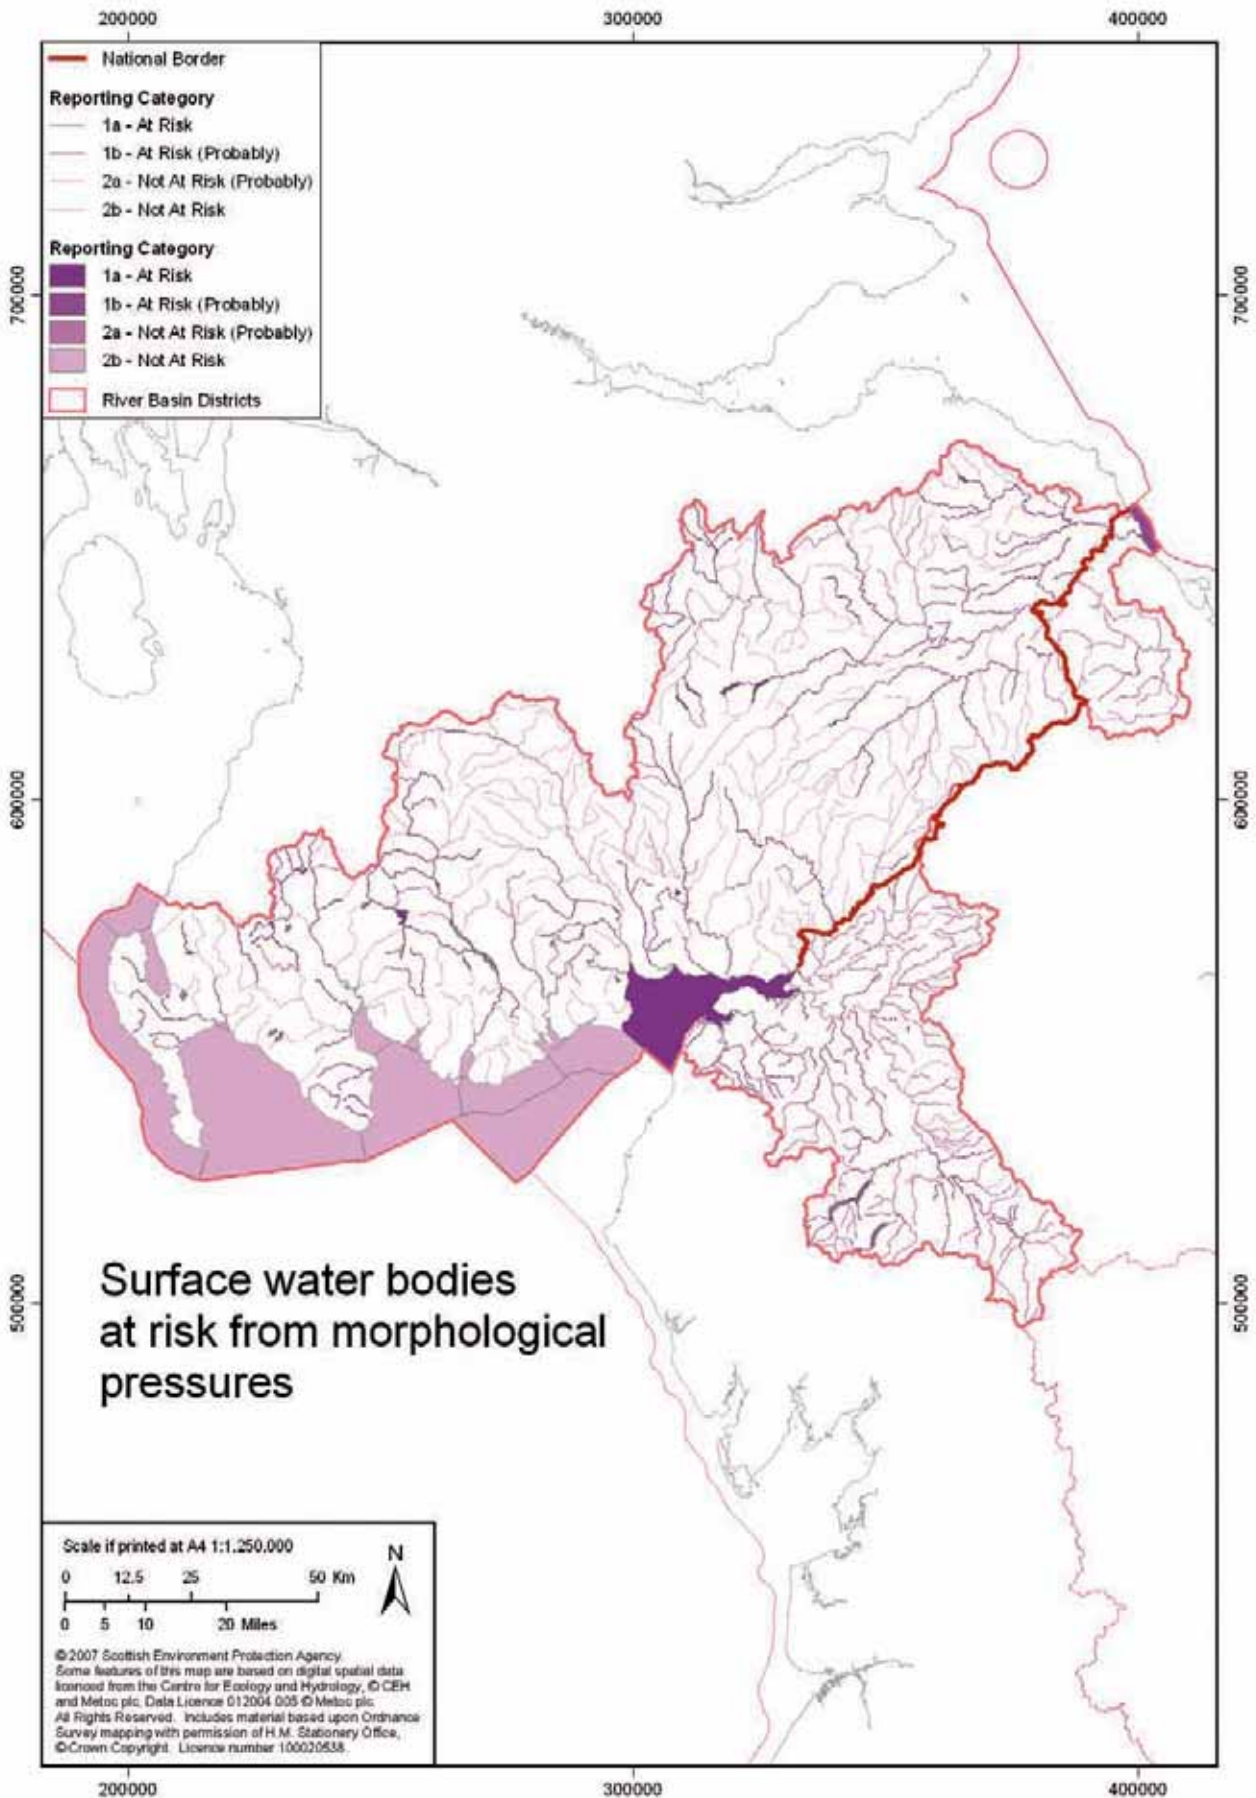 200000
300000
400000
National Border
Reporting Category
1a - At Risk
1b - At Risk (Probably)
2a - Not At Risk (Probably)
2b - Not At Risk
Reporting Category
1a - At Risk
1b - At Risk (Probably)
2a - Not At Risk (Probably)
2b - Not At Risk
River Basin Districts
700000
700000
600000
600000
500000
500000
Surface water bodies
at risk from morphological
pressures
Scale if printed at A4 1:1,250,000
N
0 12.5 25 50 Km
0 5 10 20 Miles
© 2007 Scottish Environment Protection Agency.
Some features of this map are based on digital spatial data
licenced from the Centre for Ecology and Hydrology, © CEH
and Metoc plc, Data Licence 012004.005 © Metoc plc.
All Rights Reserved. Includes material based upon Ordnance
Survey mapping with permission of H.M. Stationery Office,
© Crown Copyright. Licence number 100020538.
200000
300000
400000